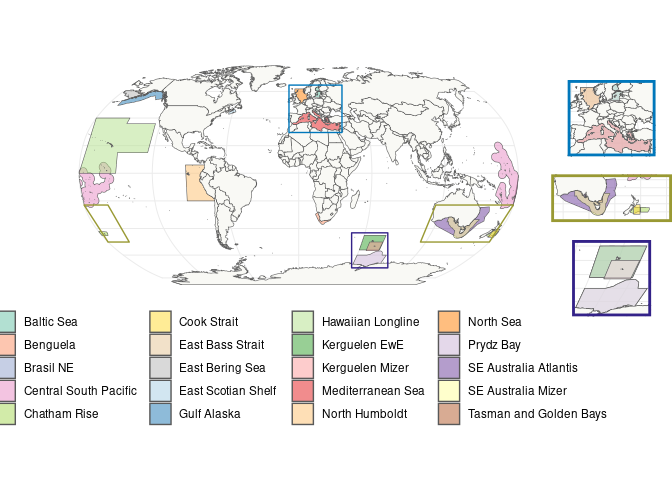 Baltic Sea
Benguela
Brasil NE
Central South Pacific
Chatham Rise
Cook Strait
East Bass Strait
East Bering Sea
East Scotian Shelf
Gulf Alaska
Hawaiian Longline
Kerguelen EwE
Kerguelen Mizer
Mediterranean Sea
North Humboldt
North Sea
Prydz Bay
SE Australia Atlantis
SE Australia Mizer
Tasman and Golden Bays